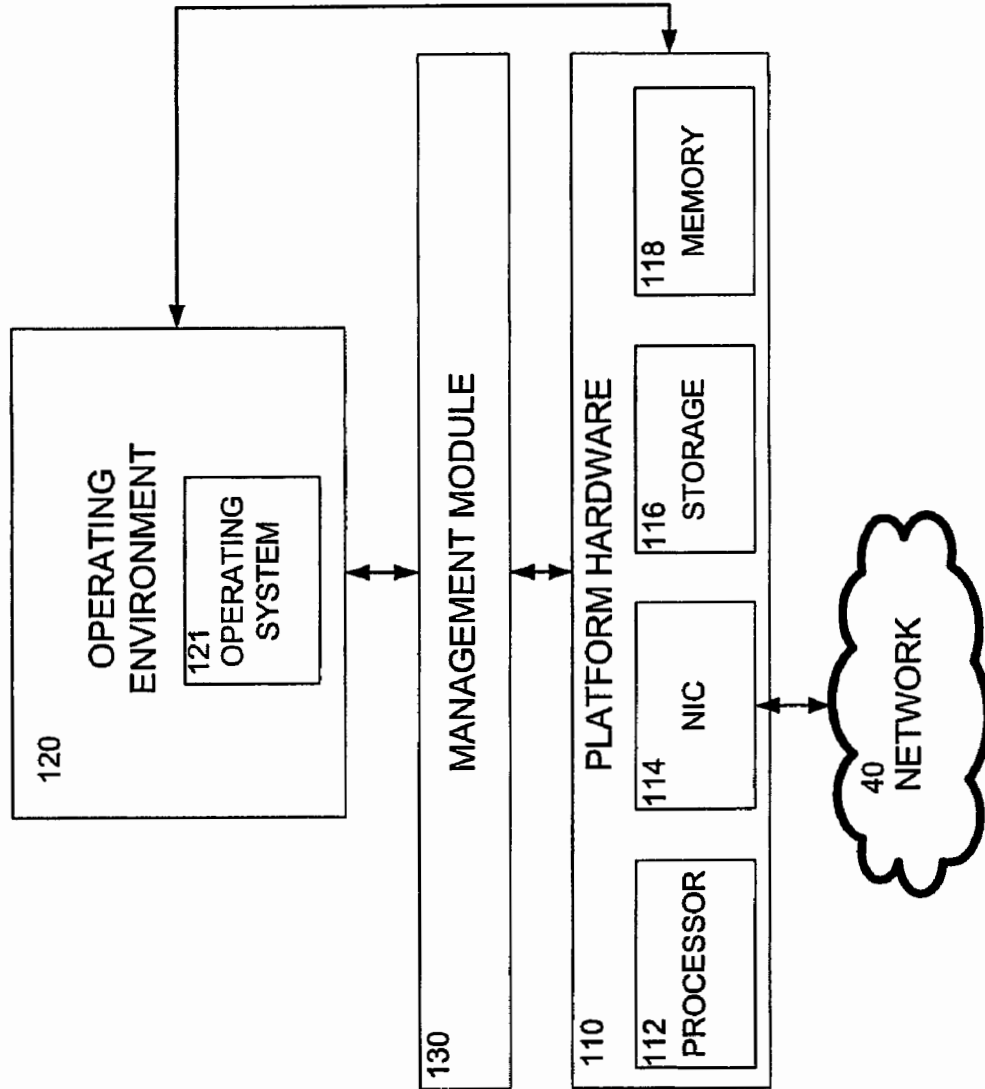 OPERATING
ENVIRONMENT
120
121
OPERATING
SYSTEM
MANAGEMENT MODULE
130
PLATFORM HARDWARE
110
112
PROCESSOR
114
NIC
116
STORAGE
118
MEMORY
40
NETWORK